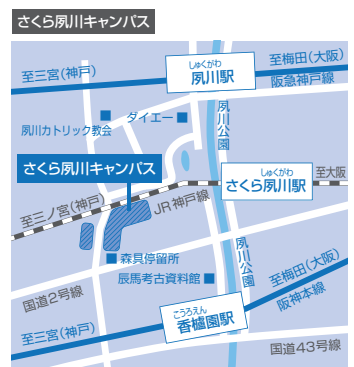 さくら夙川キャンパス
至三宮(神戸)
しゅくがわ
夙川駅
至梅田(大阪)
阪急神戸線
夙川公園
ダイエー
夙川カトリック教会
さくら夙川キャンパス
しゅくがわ
さくら夙川駅
至大阪
至三ノ宮(神戸)
JR神戸線
夙川公園
森具停留所
辰馬考古資料館
至梅田(大阪)
阪神本線
国道2号線
こうろえん
香櫨園駅
至三宮(神戸)
国道43号線